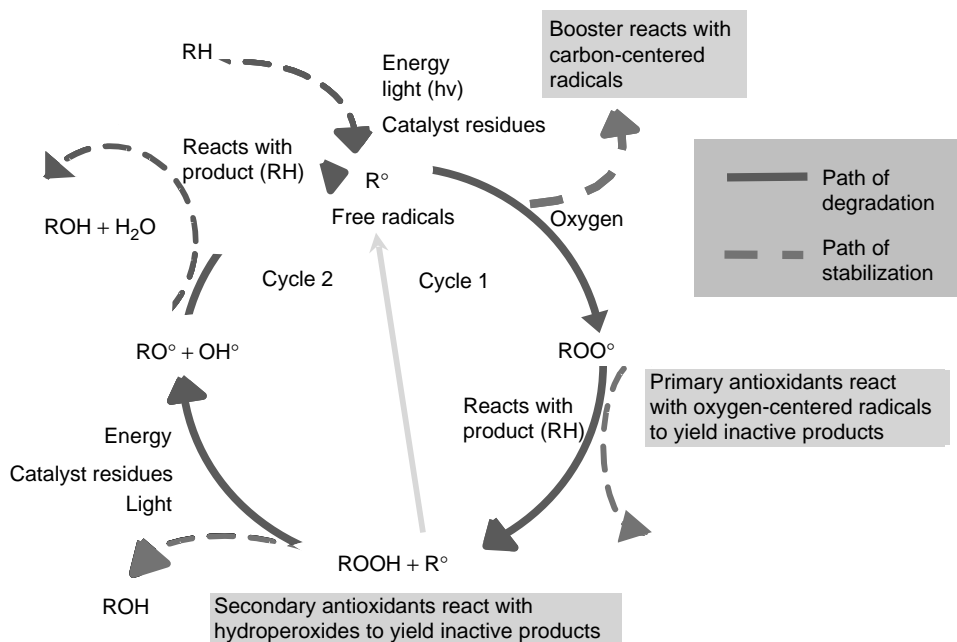 Booster reacts with
carbon-centered
radicals
RH
Energy
light (hv)
Catalyst residues
Reacts with
product (RH)
R°
Free radicals
Oxygen
ROH + H₂O
Cycle 2
Cycle 1
Path of
degradation
Path of
stabilization
RO° + OH°
ROO°
Reacts with
product (RH)
Primary antioxidants react
with oxygen-centered radicals
to yield inactive products
Energy
Catalyst residues
Light
ROOH + R°
ROH
Secondary antioxidants react with
hydroperoxides to yield inactive products